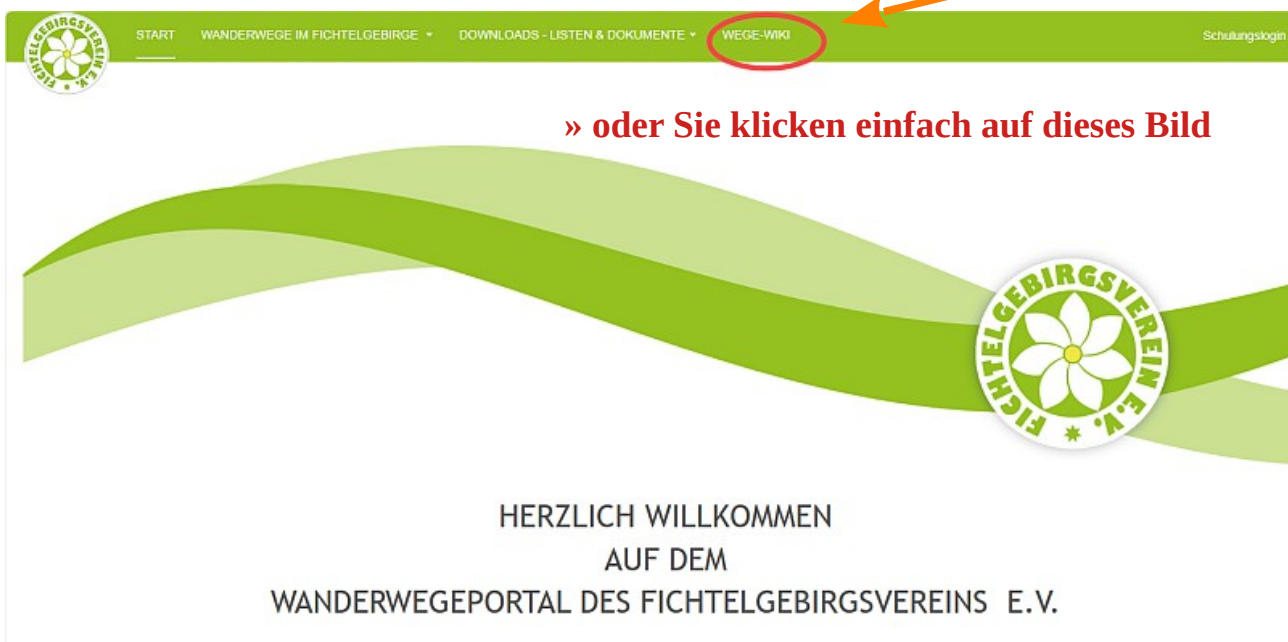 FICHTELGEBIRGSVEREIN E.V.
START
WANDERWEGE IM FICHTELGEBIRGE
DOWNLOADS - LISTEN & DOKUMENTE
WEGE-WIKI
Schulungslogin
» oder Sie klicken einfach auf dieses Bild
FICHTELGEBIRGSVEREIN E.V.
HERZLICH WILLKOMMEN
AUF DEM
WANDERWEGEPORTAL DES FICHTELGEBIRGSVEREINS E.V.